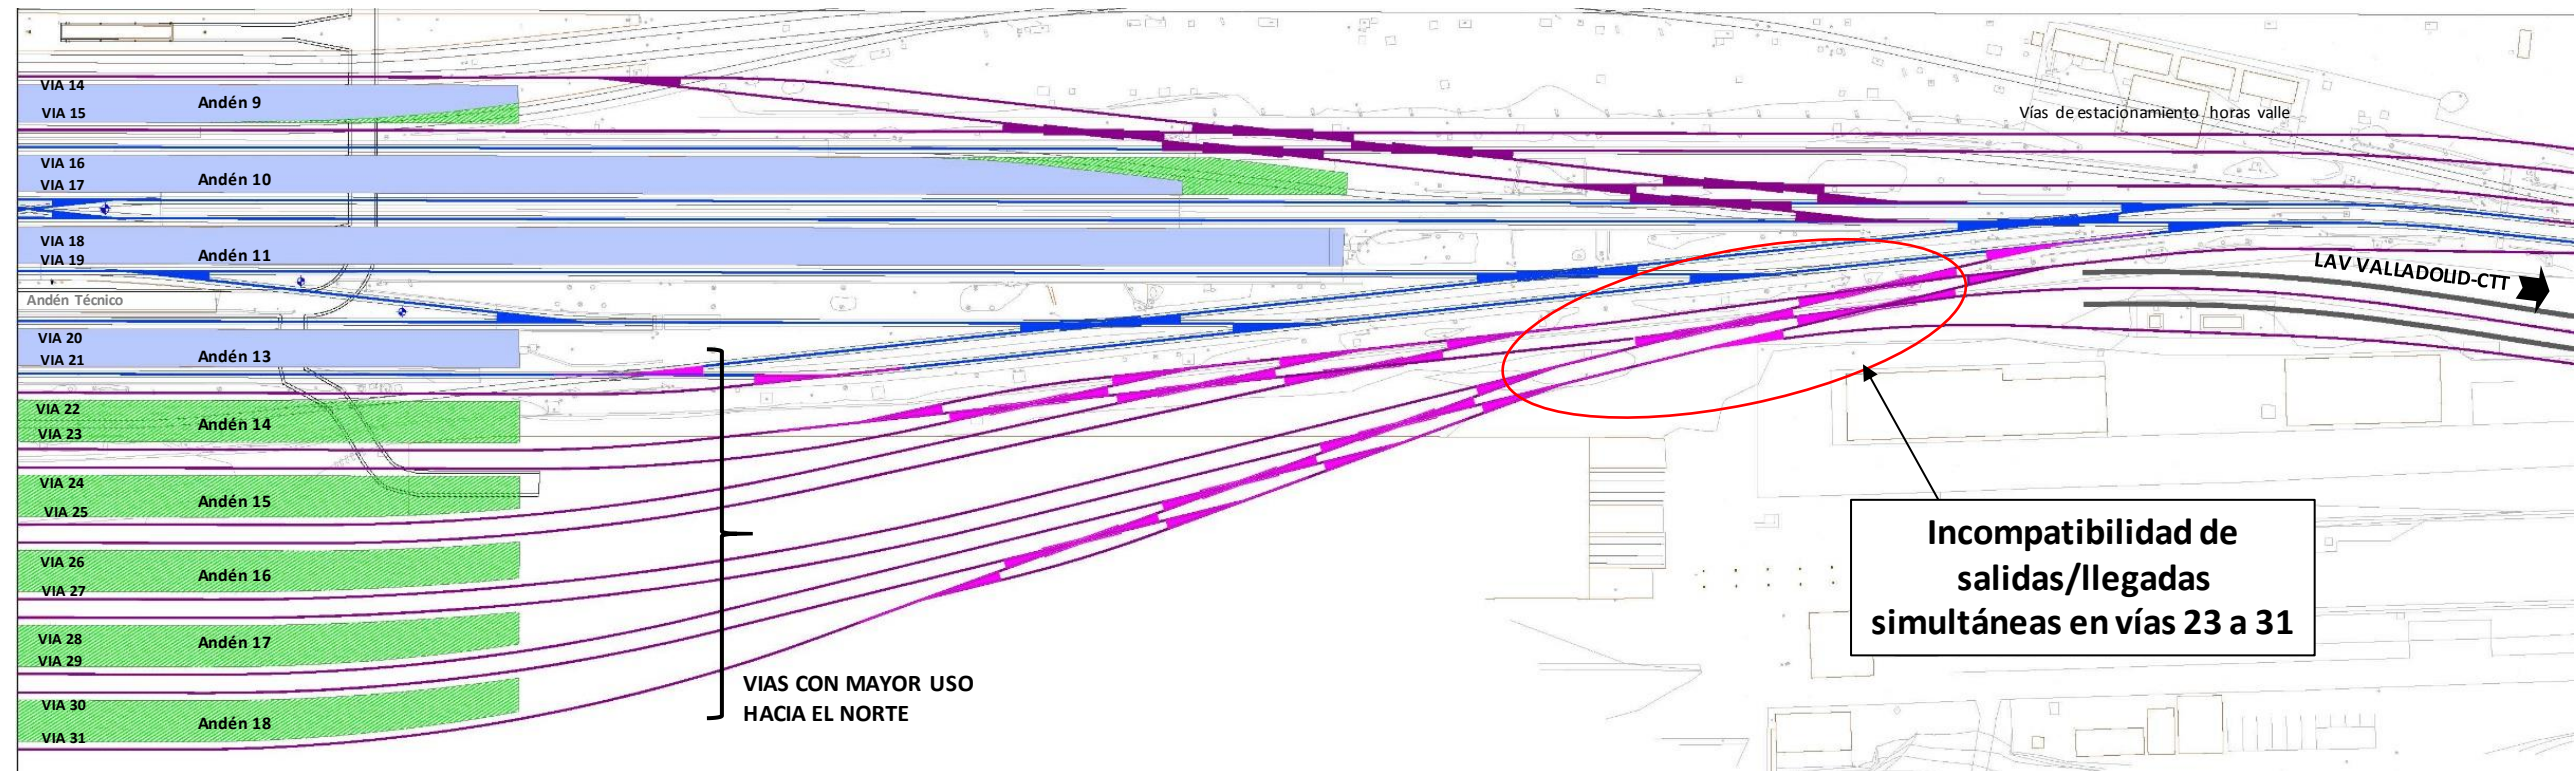 VIA 14
Andén 9
VIA 15
Vías de estacionamiento horas valle
VIA 16
Andén 10
VIA 17
VIA 18
Andén 11
VIA 19
LAV VALLADOLID-CTT
Andén Técnico
VIA 20
Andén 13
VIA 21
VIA 22
Andén 14
VIA 23
VIA 24
Andén 15
VIA 25
VIA 26
Andén 16
VIA 27
VIA 28
Andén 17
VIA 29
VIA 30
Andén 18
VIA 31
VIAS CON MAYOR USO
HACIA EL NORTE
Incompatibilidad de
salidas/llegadas
simultáneas en vías 23 a 31